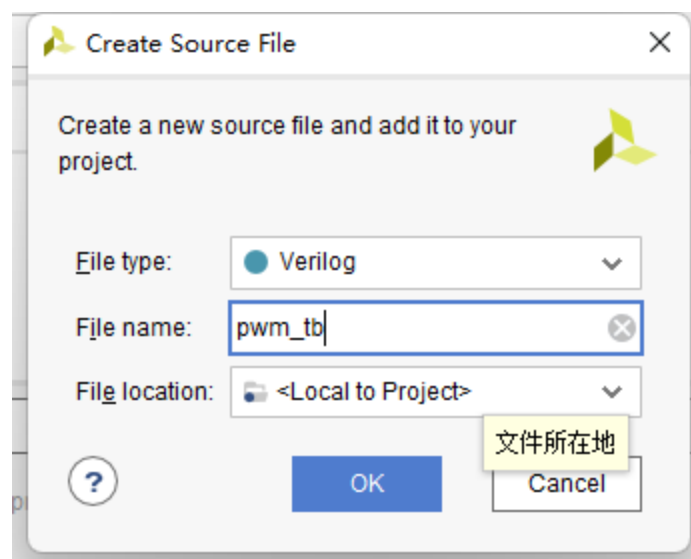 Create Source File
Create a new source file and add it to your
project.
File type:
Verilog
File name:
pwm_tb
File location:
<Local to Project>
文件所在地
?
OK
Cancel